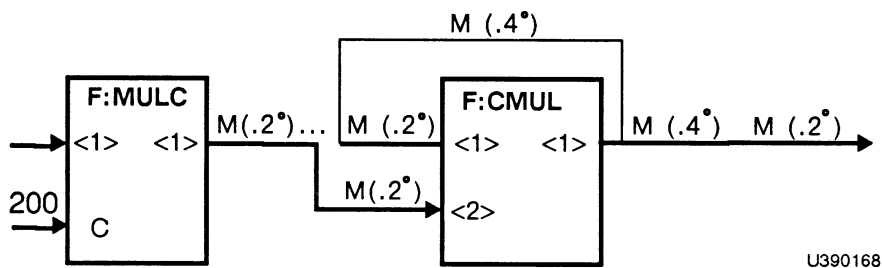 M (.4°)
F:MULC
F:CMUL
<1> <1> M(.2°)... M (.2°) <1> <1> M (.4°) M (.2°)
200 C M(.2°) <2>
U390168